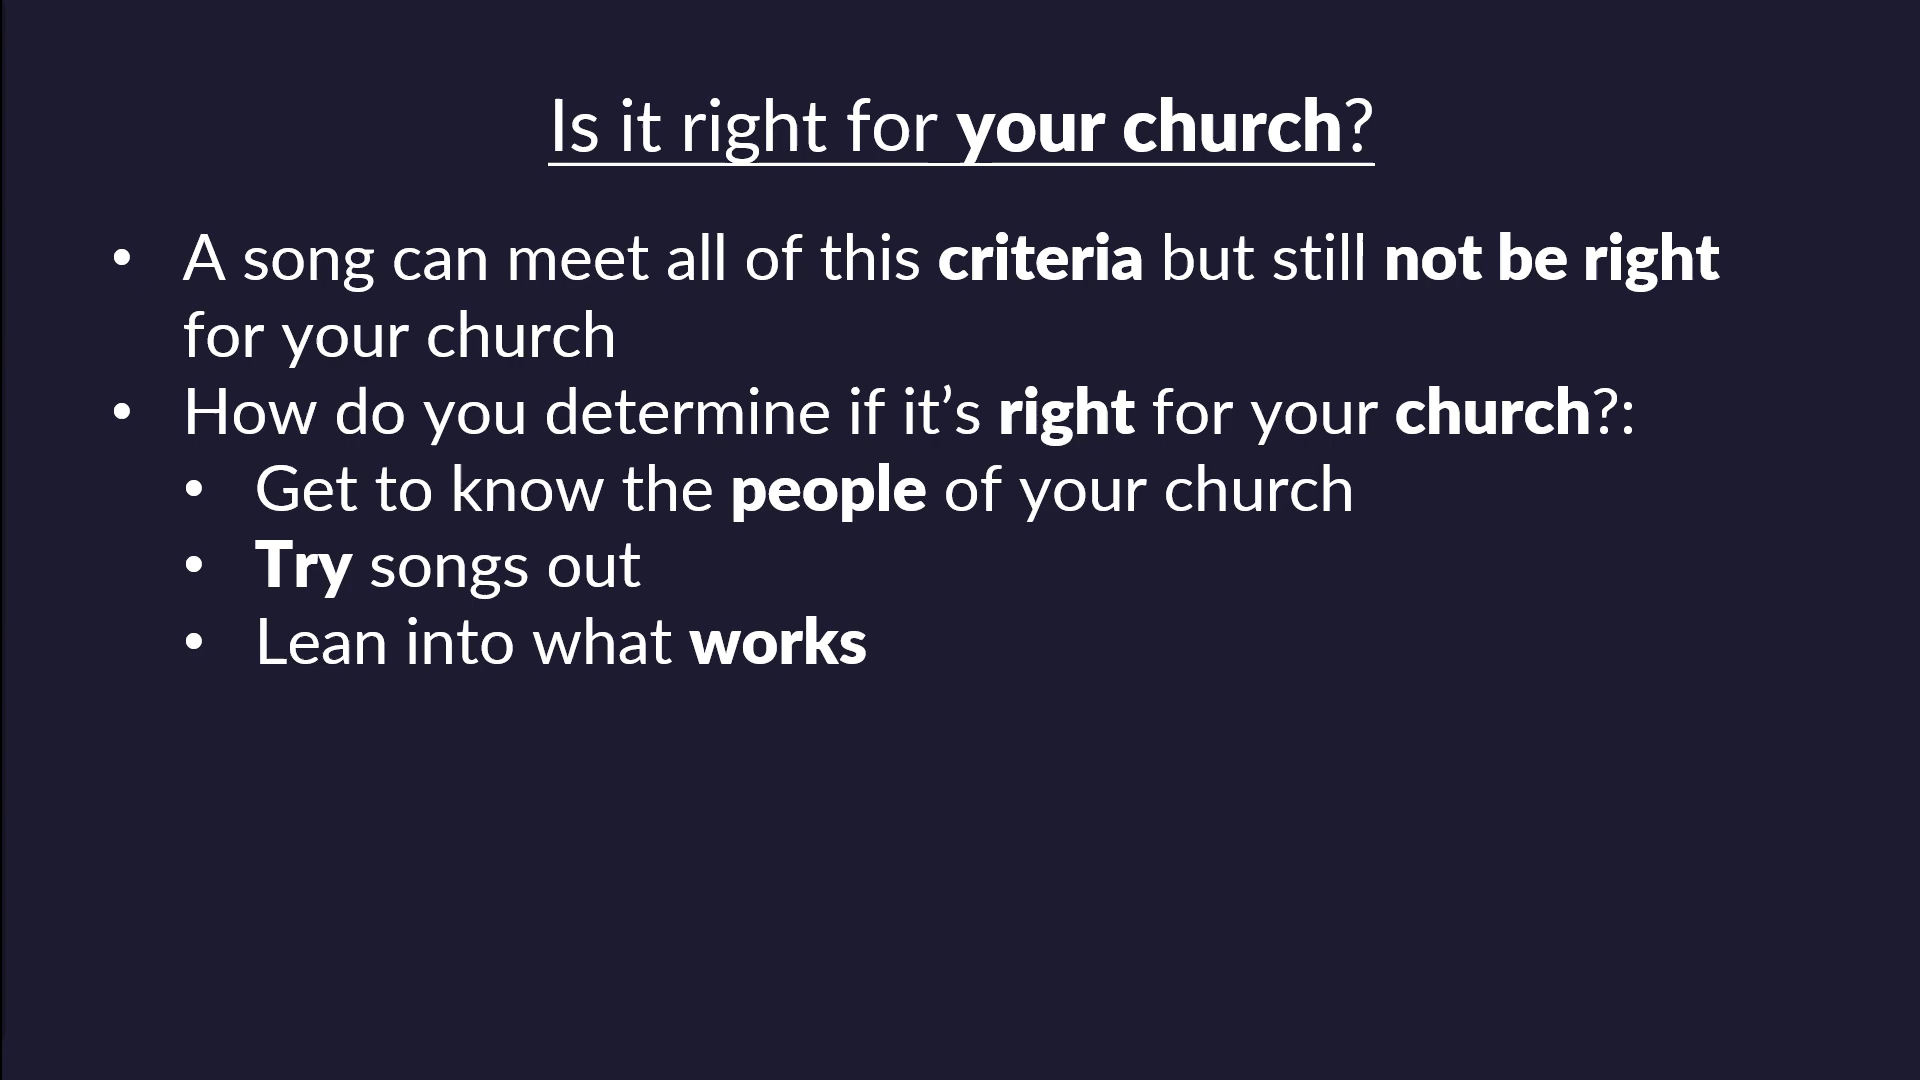 Is it right for your church?
• A song can meet all of this criteria but still not be right
for your church
• How do you determine if it’s right for your church?:
• Get to know the people of your church
• Try songs out
• Lean into what works